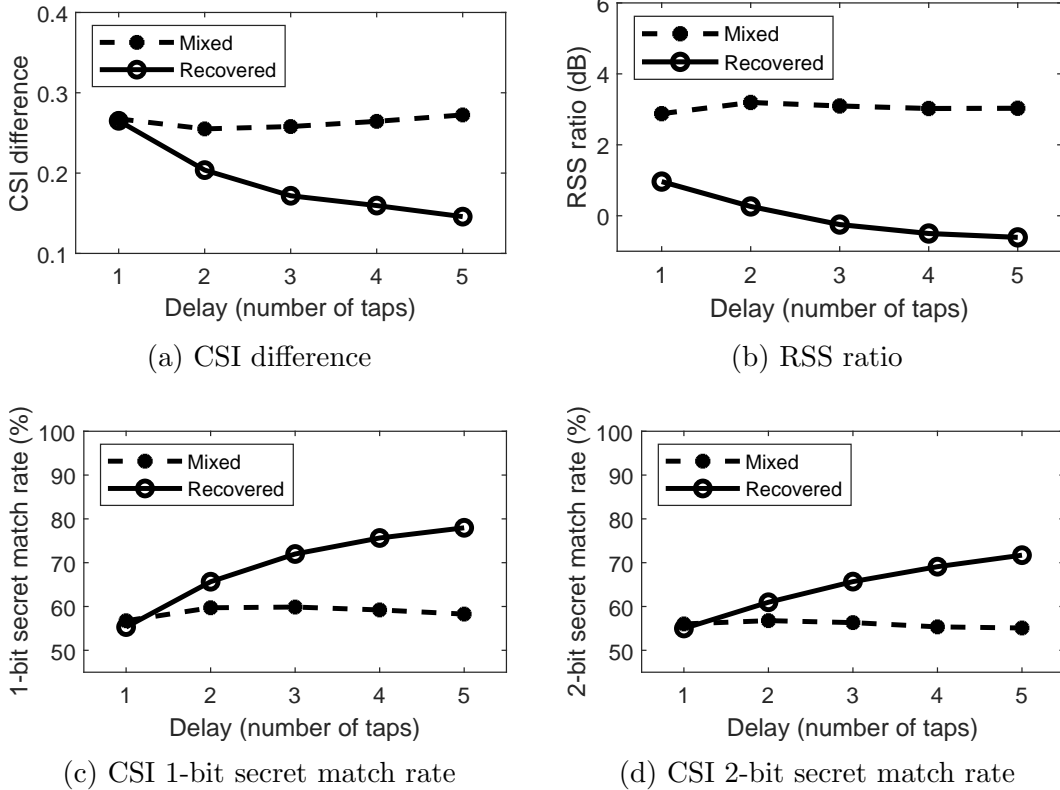 0.4
0.3
0.2
0.1
CSI difference
Mixed
Recovered
1 2 3 4 5
Delay (number of taps)
(a) CSI difference
6
4
2
0
RSS ratio (dB)
Mixed
Recovered
1 2 3 4 5
Delay (number of taps)
(b) RSS ratio
100
90
80
70
60
50
1-bit secret match rate (%)
Mixed
Recovered
1 2 3 4 5
Delay (number of taps)
(c) CSI 1-bit secret match rate
100
90
80
70
60
50
2-bit secret match rate (%)
Mixed
Recovered
1 2 3 4 5
Delay (number of taps)
(d) CSI 2-bit secret match rate